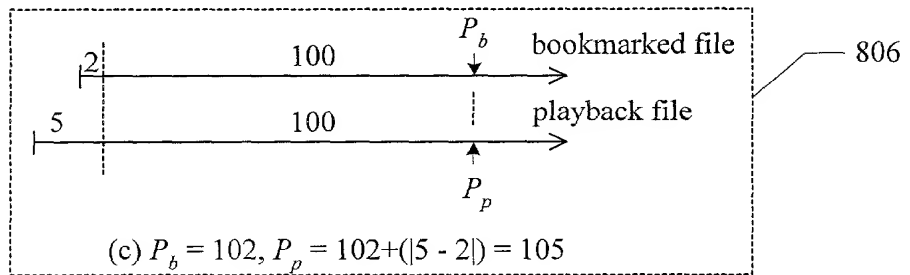 P_b
2 100 bookmarked file
806
5 100 playback file
P_p
(c) P_b = 102, P_p = 102+(|5 - 2|) = 105